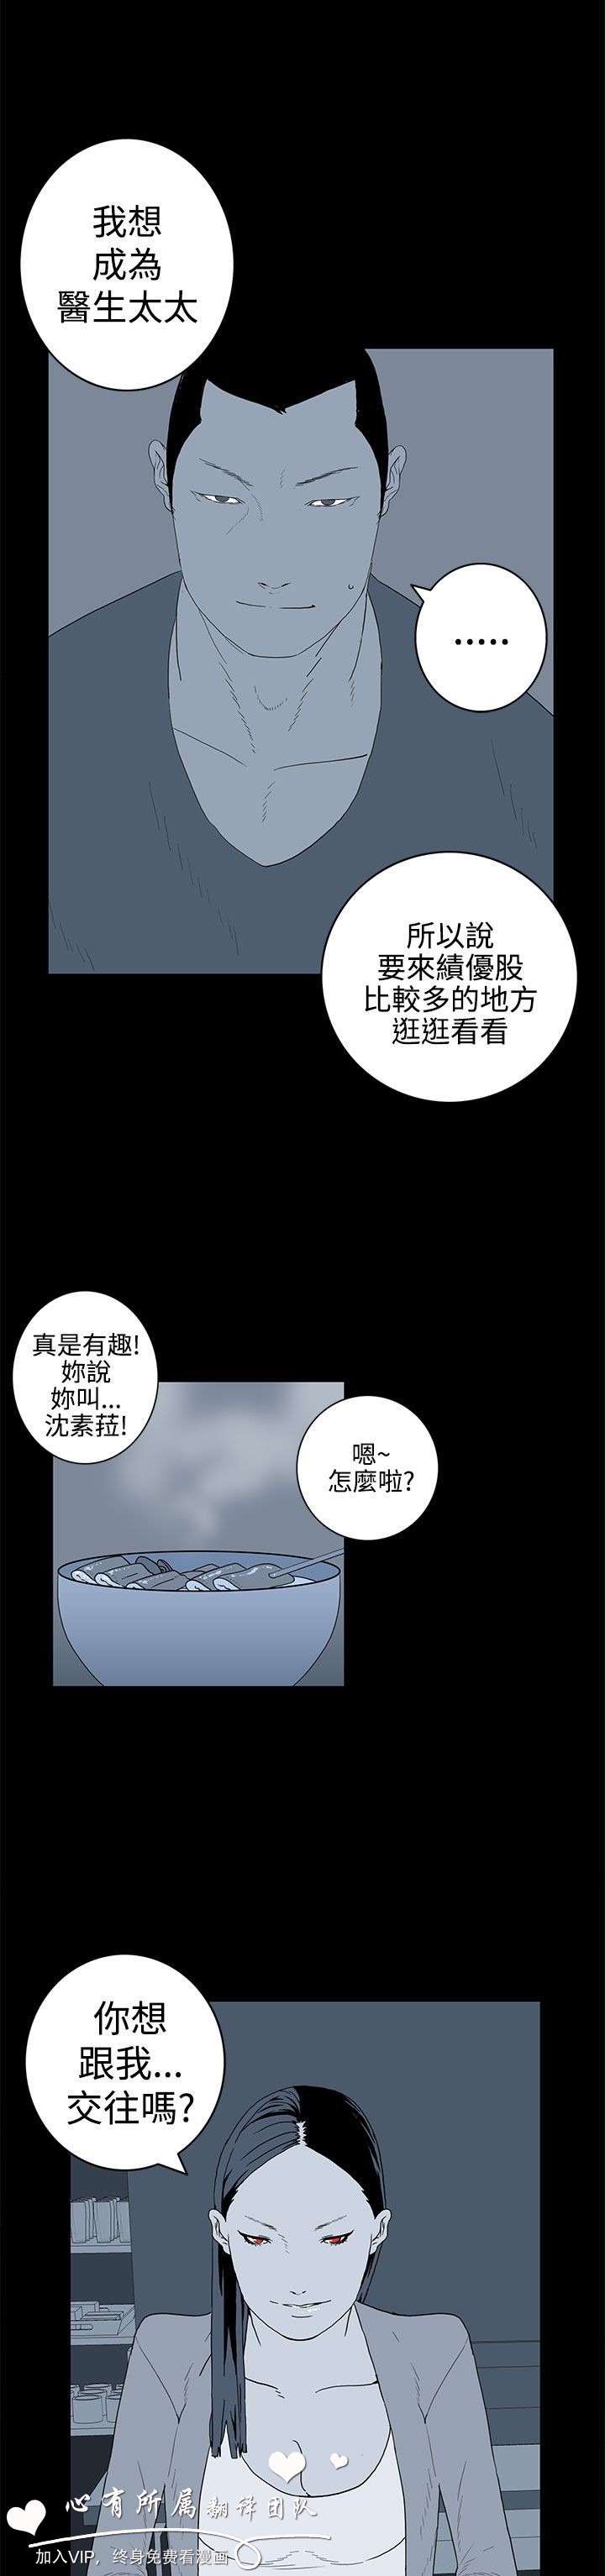 我想
成為
醫生太太
.....
所以說
要來績優股
比較多的地方
逛逛看看
真是有趣!
妳說
妳叫...
沈素菈!
嗯~
怎麼啦?
你想
跟我...
交往嗎?
心有所属翻译团队
加入VIP，终身免费看漫画